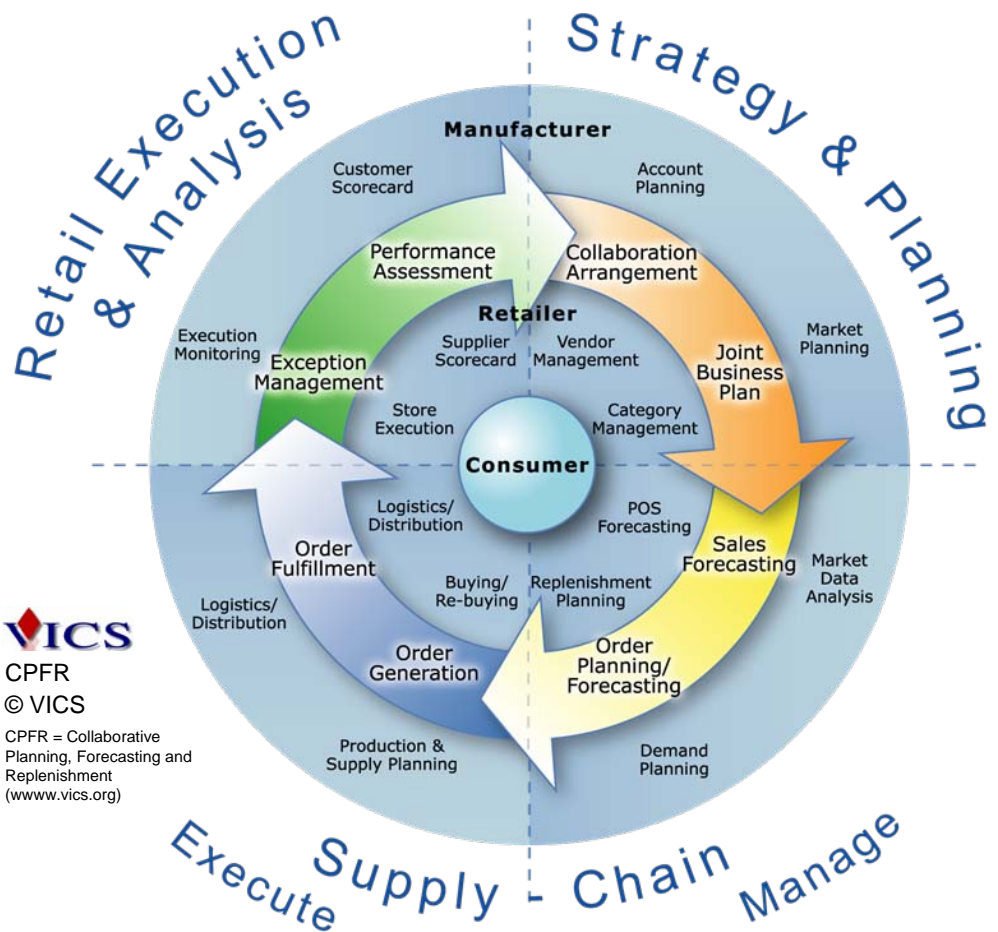 Retail Execution
& Analysis
Strategy & Planning
Manufacturer
Customer
Scorecard
Account
Planning
Performance
Assessment
Collaboration
Arrangement
Retailer
Execution
Monitoring
Supplier
Scorecard
Vendor
Management
Market
Planning
Exception
Management
Joint
Business
Plan
Store
Execution
Category
Management
Consumer
Logistics/
Distribution
POS
Forecasting
Order
Fulfillment
Sales
Forecasting
Market
Data
Analysis
Logistics/
Distribution
Buying/
Re-buying
Replenishment
Planning
Order
Generation
Order
Planning/
Forecasting
Production &
Supply Planning
Demand
Planning
VICS
CPFR
© VICS
CPFR = Collaborative
Planning, Forecasting and
Replenishment
(wwww.vics.org)
Execute
Supply - Chain
Manage